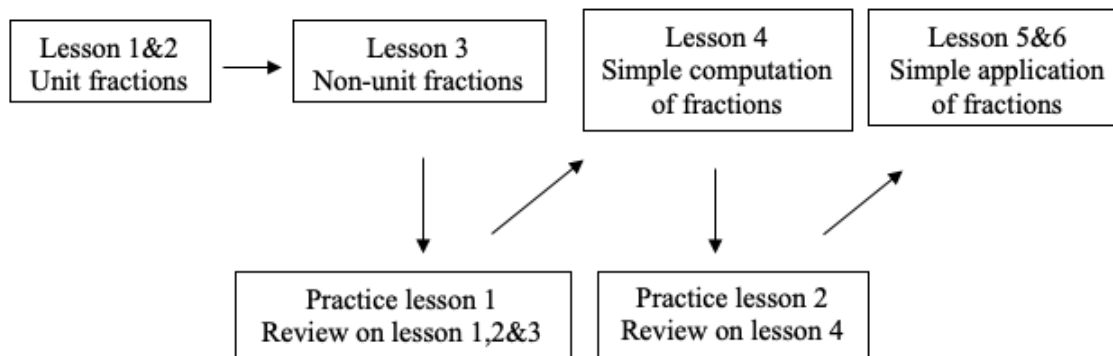 Lesson 1&2
Unit fractions
Lesson 3
Non-unit fractions
Lesson 4
Simple computation
of fractions
Lesson 5&6
Simple application
of fractions
Practice lesson 1
Review on lesson 1,2&3
Practice lesson 2
Review on lesson 4